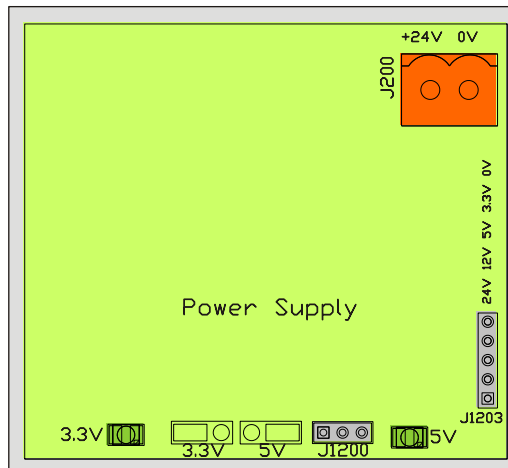 +24V 0V
J200
24V 12V 5V 3.3V 0V
Power Supply
J1203
3.3V
3.3V
5V
J1200
5V